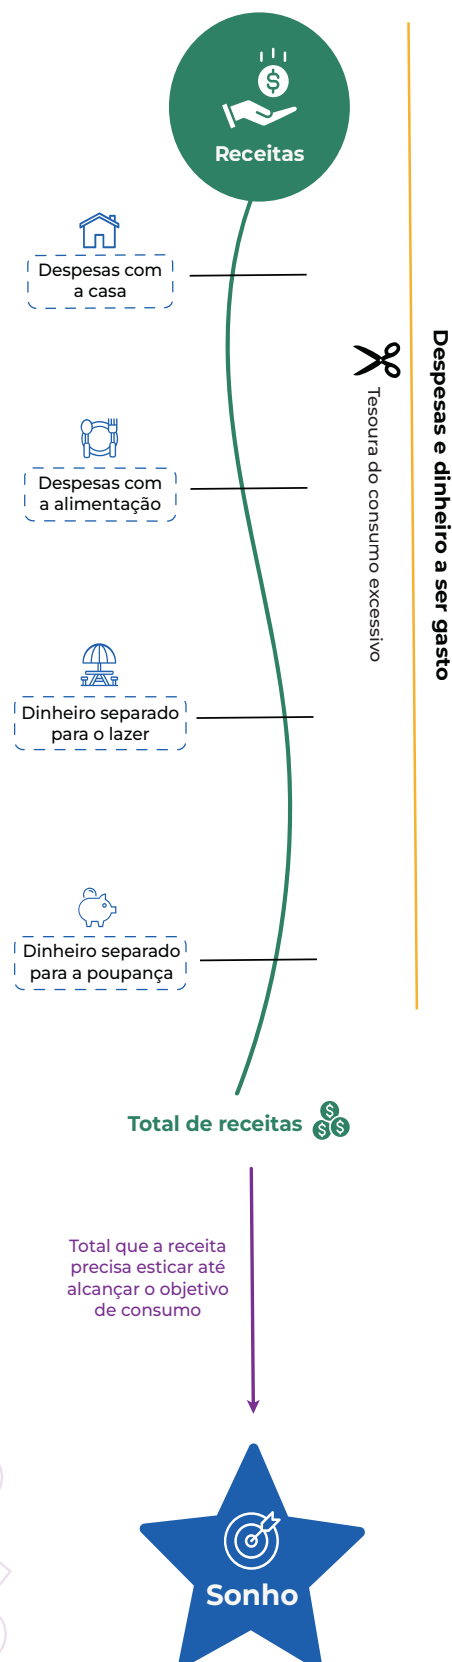 Receitas
Despesas com
a casa
Despesas com
a alimentação
Dinheiro separado
para o lazer
Dinheiro separado
para a poupança
Tesoura do consumo excessivo
Despesas e dinheiro a ser gasto
Total de receitas
Total que a receita
precisa esticar até
alcançar o objetivo
de consumo
Sonho